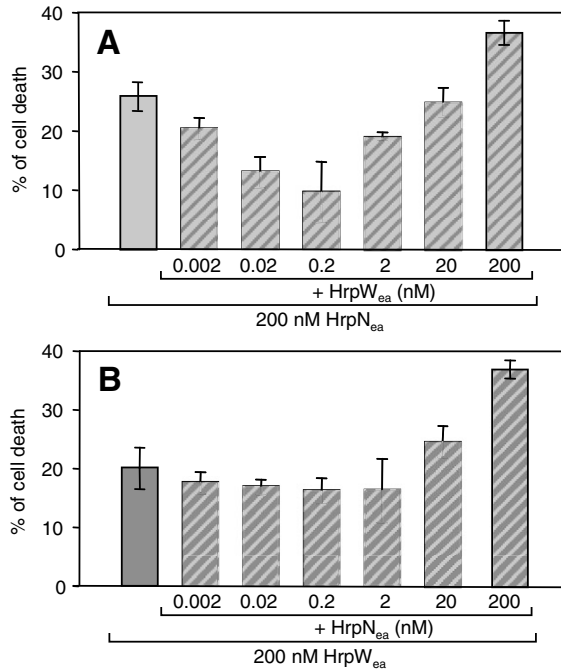 40
A
30
% of cell death
20
10
0
0.002 0.02 0.2 2 20 200
+ HrpWea (nM)
200 nM HrpNea
40
B
30
% of cell death
20
10
0
0.002 0.02 0.2 2 20 200
+ HrpNea (nM)
200 nM HrpWea